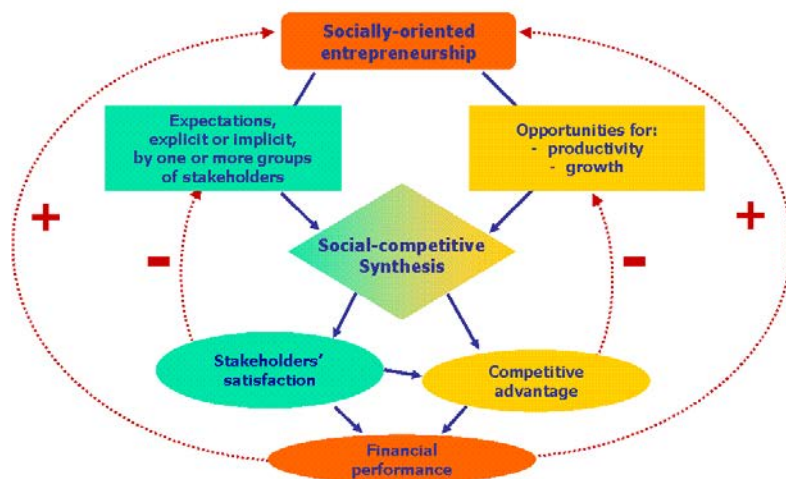 Socially-oriented
entrepreneurship
Expectations,
explicit or implicit,
by one or more groups
of stakeholders
Opportunities for:
- productivity
- growth
+
+
-
-
Social-competitive
Synthesis
Stakeholders'
satisfaction
Competitive
advantage
Financial
performance